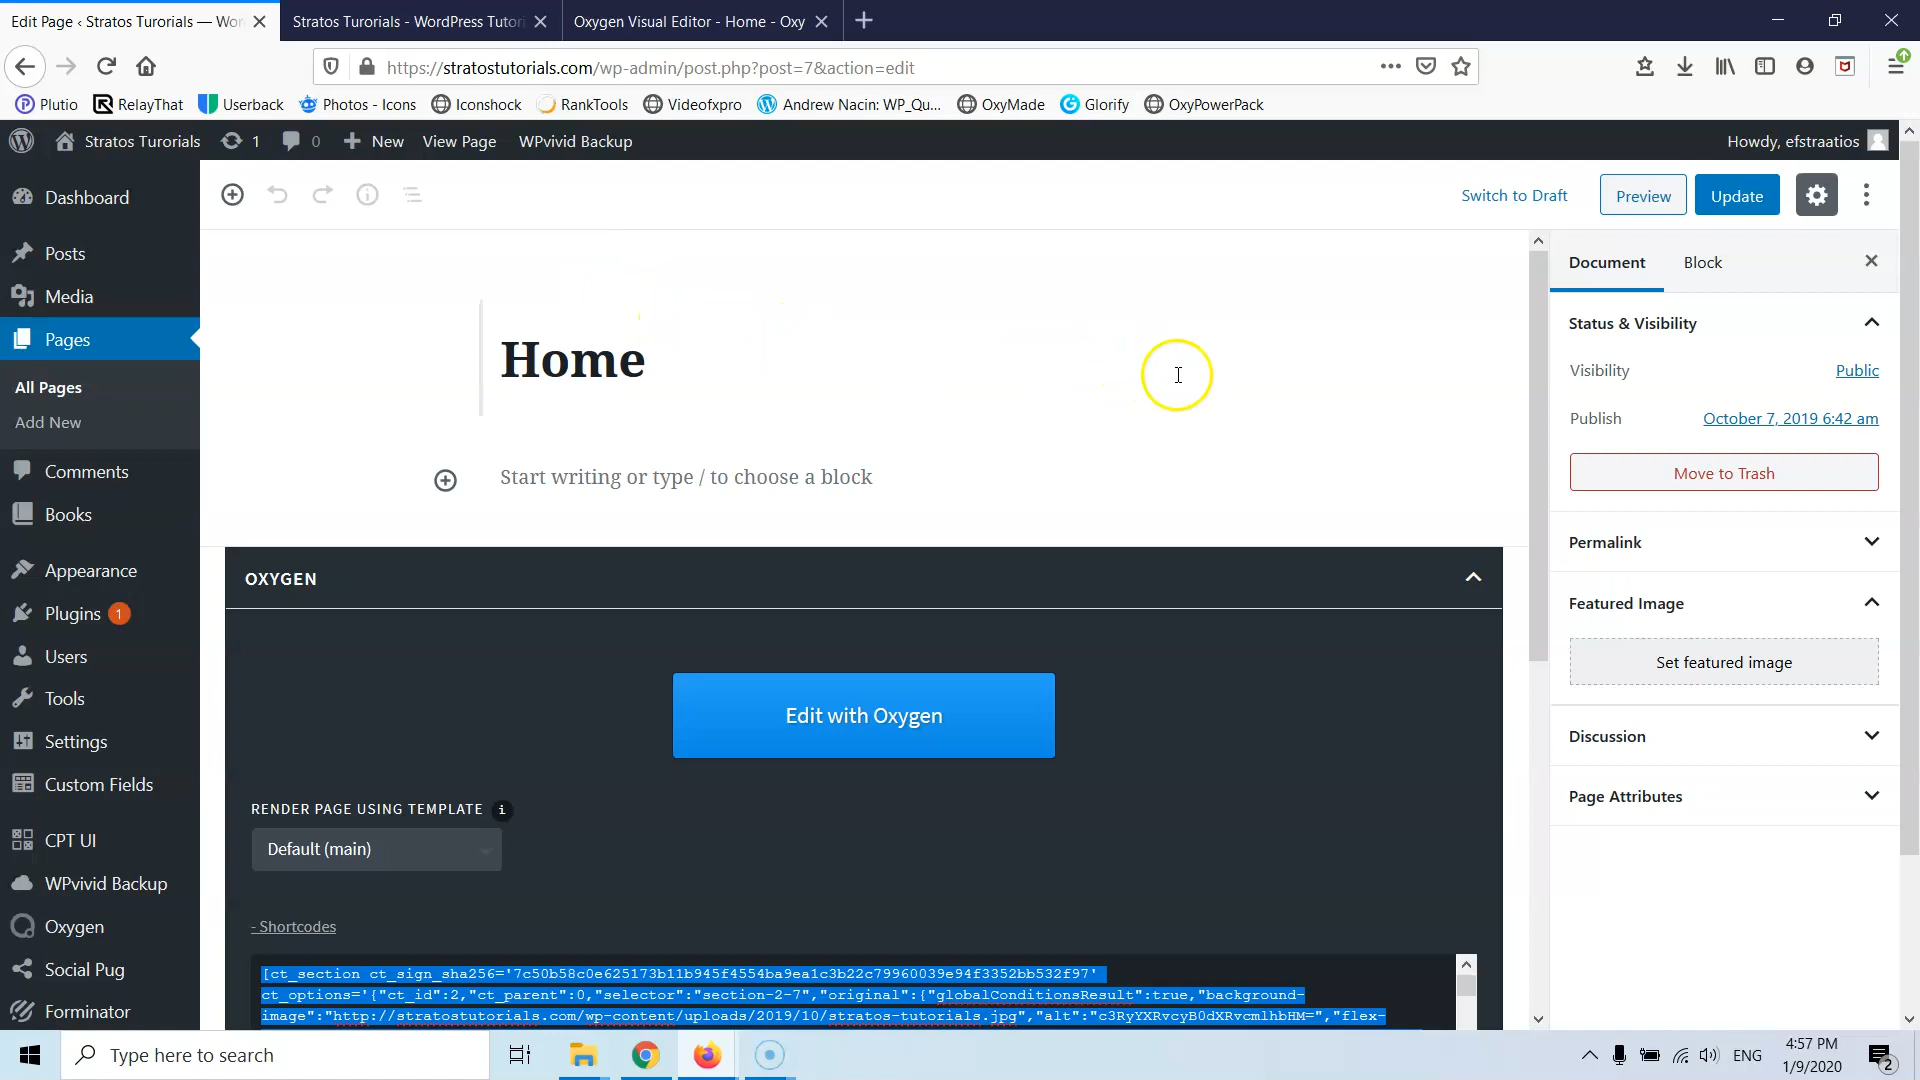 Edit Page ‹ Stratos Turorials — Wor
Stratos Turorials - WordPress Tutori
Oxygen Visual Editor - Home - Oxy
https://stratostutorials.com/wp-admin/post.php?post=7&action=edit
Plutio
RelayThat
Userback
Photos - Icons
Iconshock
RankTools
Videofxpro
Andrew Nacin: WP_Qu...
OxyMade
Glorify
OxyPowerPack
Stratos Turorials
1
0
New
View Page
WPvivid Backup
Howdy, efstraatios
Dashboard
Posts
Media
Pages
All Pages
Add New
Comments
Books
Appearance
Plugins 1
Users
Tools
Settings
Custom Fields
CPT UI
WPvivid Backup
Oxygen
Social Pug
Forminator
Switch to Draft
Preview
Update
Home
Start writing or type / to choose a block
OXYGEN
Edit with Oxygen
RENDER PAGE USING TEMPLATE i
Default (main)
- Shortcodes
[ct_section ct_sign_sha256='7c50b58c0e625173b11b945f4554ba9ea1c3b22c79960039e94f3352bb532f97'
ct_options='{"ct_id":2,"ct_parent":0,"selector":"section-2-7","original":{"globalConditionsResult":true,"background-
image":"http://stratostutorials.com/wp-content/uploads/2019/10/stratos-tutorials.jpg","alt":"c3RyYXRvcyB0dXRvcmlhbHM=","flex-
Document
Block
Status & Visibility
Visibility
Public
Publish
October 7, 2019 6:42 am
Move to Trash
Permalink
Featured Image
Set featured image
Discussion
Page Attributes
Type here to search
ENG
4:57 PM
1/9/2020
2